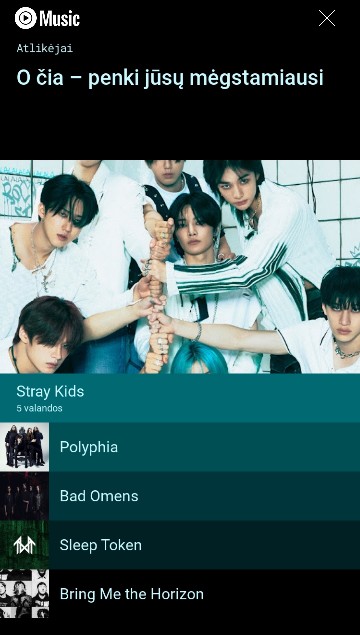 Music
Atlikėjai
O čia – penki jūsų mėgstamiausi
Stray Kids
5 valandos
Polyphia
Bad Omens
Sleep Token
Bring Me the Horizon